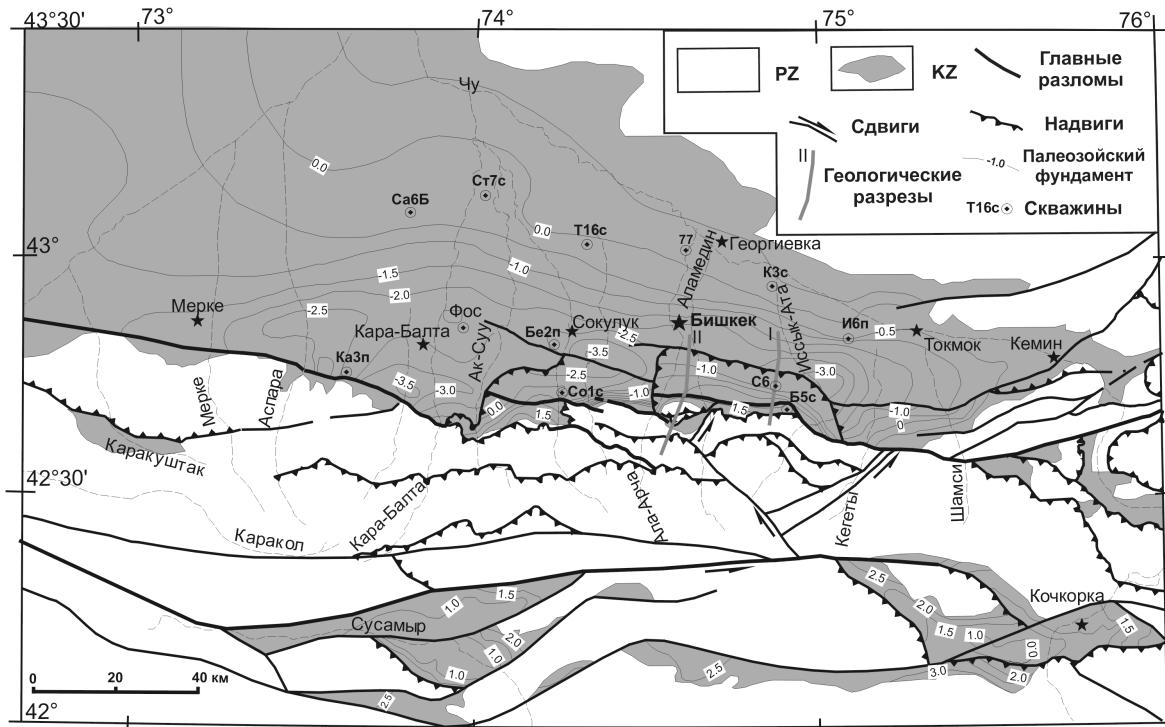 43°30'
73°
74°
75°
76°
PZ
KZ
Главные
разломы
Сдвиги
Надвиги
II
Геологические
разрезы
-1.0
Палеозойский
фундамент
Т16с
Скважины
Чу
0.0
Ст7с
Са6Б
Т16с
0.0
77
Аламедин
Георгиевка
43°
-1.0
-1.5
К3с
Иссык-Ата
-2.0
Мерке
-2.5
Фос
Кара-Балта
Ак-Суу
Бе2п
Сокулук
Бишкек
-2.5
II
I
И6п
-0.5
Токмок
Кемин
-3.5
Ка3п
-3.5
-3.0
-2.5
-1.0
-1.0
С6
-3.0
Со1с
Б5с
Мерке
Аспара
0.0
1.5
1.5
-1.0
0
Каракуштак
42°30'
Кара-Балта
Ала-Арча
Кегеты
Шамси
Каракол
2.5
1.0
1.5
2.0
Кочкорка
Сусамыр
2.0
1.5
1.0
0.0
1.5
1.0
1.0
2.5
3.0
2.0
2.5
0
20
40 км
42°
73°
74°
75°
76°